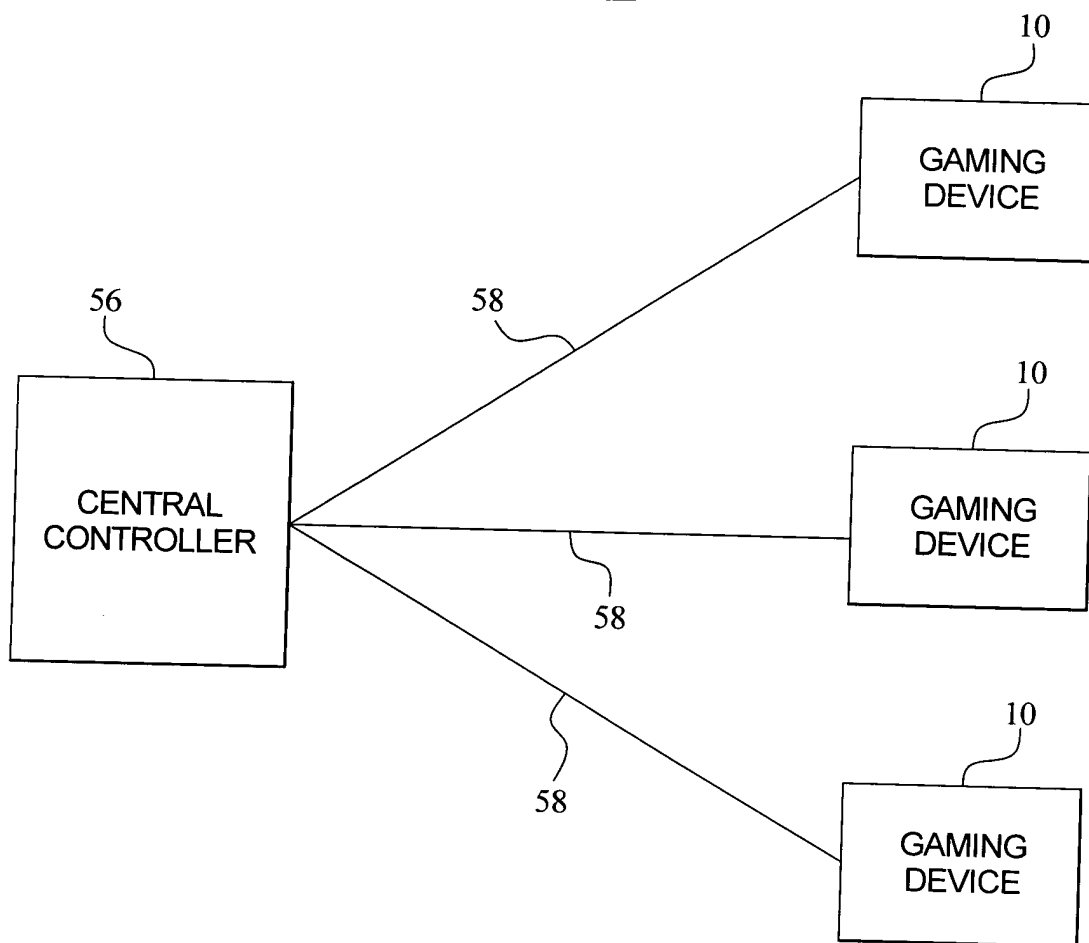 10
GAMING
DEVICE
58
56
10
CENTRAL
CONTROLLER
GAMING
DEVICE
58
10
58
GAMING
DEVICE